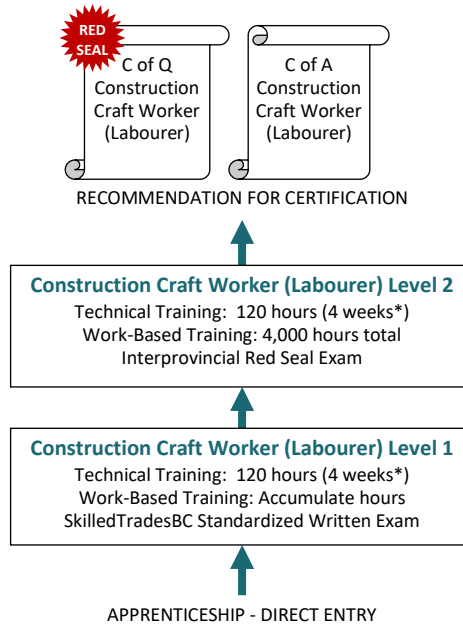 RED
SEAL
C of Q
Construction
Craft Worker
(Labourer)
C of A
Construction
Craft Worker
(Labourer)
RECOMMENDATION FOR CERTIFICATION
Construction Craft Worker (Labourer) Level 2
Technical Training:  120 hours (4 weeks*)
Work-Based Training: 4,000 hours total
Interprovincial Red Seal Exam
Construction Craft Worker (Labourer) Level 1
Technical Training:  120 hours (4 weeks*)
Work-Based Training: Accumulate hours
SkilledTradesBC Standardized Written Exam
APPRENTICESHIP - DIRECT ENTRY